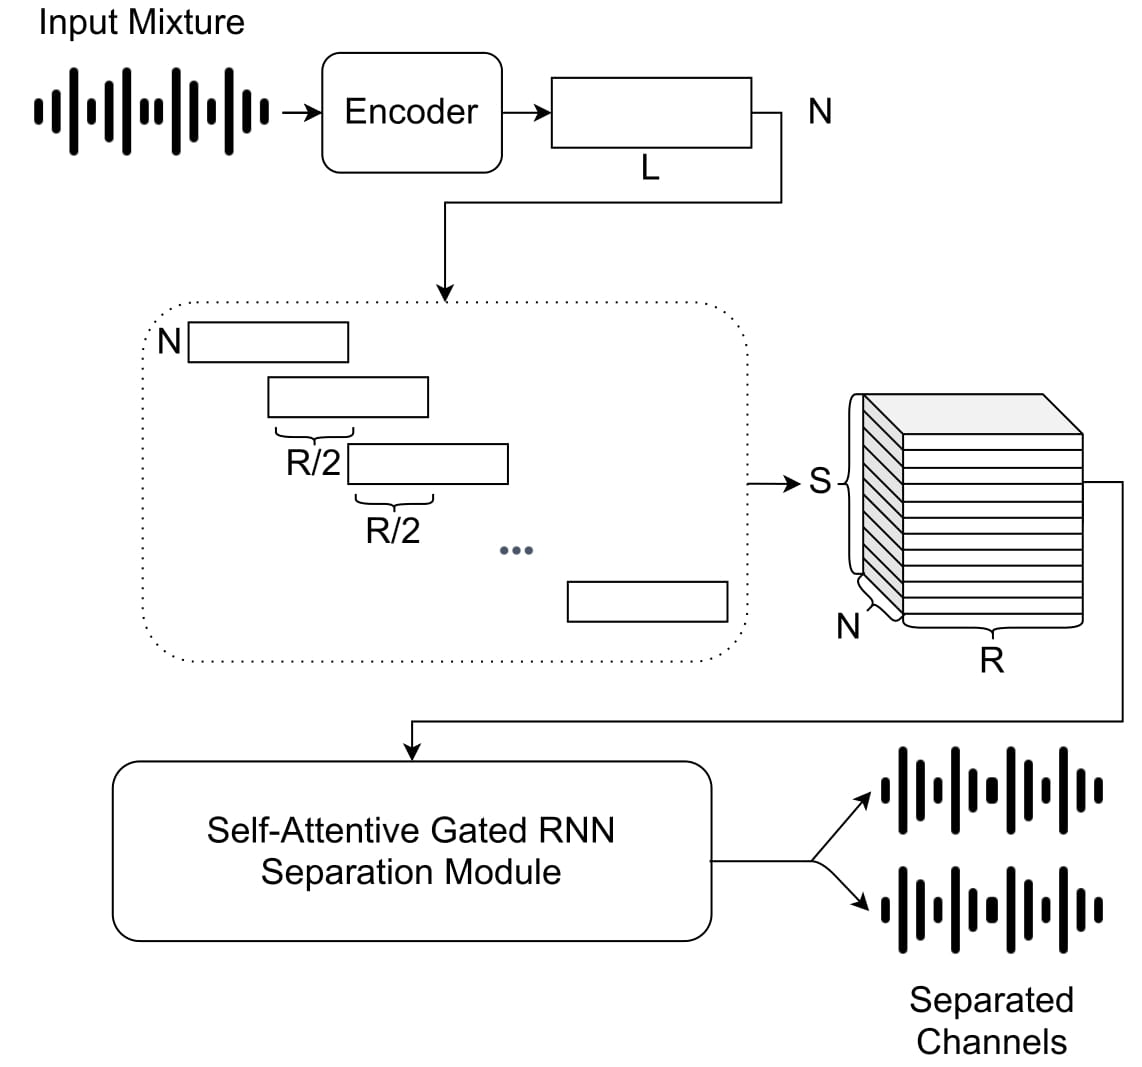 Input Mixture
Encoder
N
L
N
R/2
R/2
S
N
R
Self-Attentive Gated RNN
Separation Module
Separated
Channels